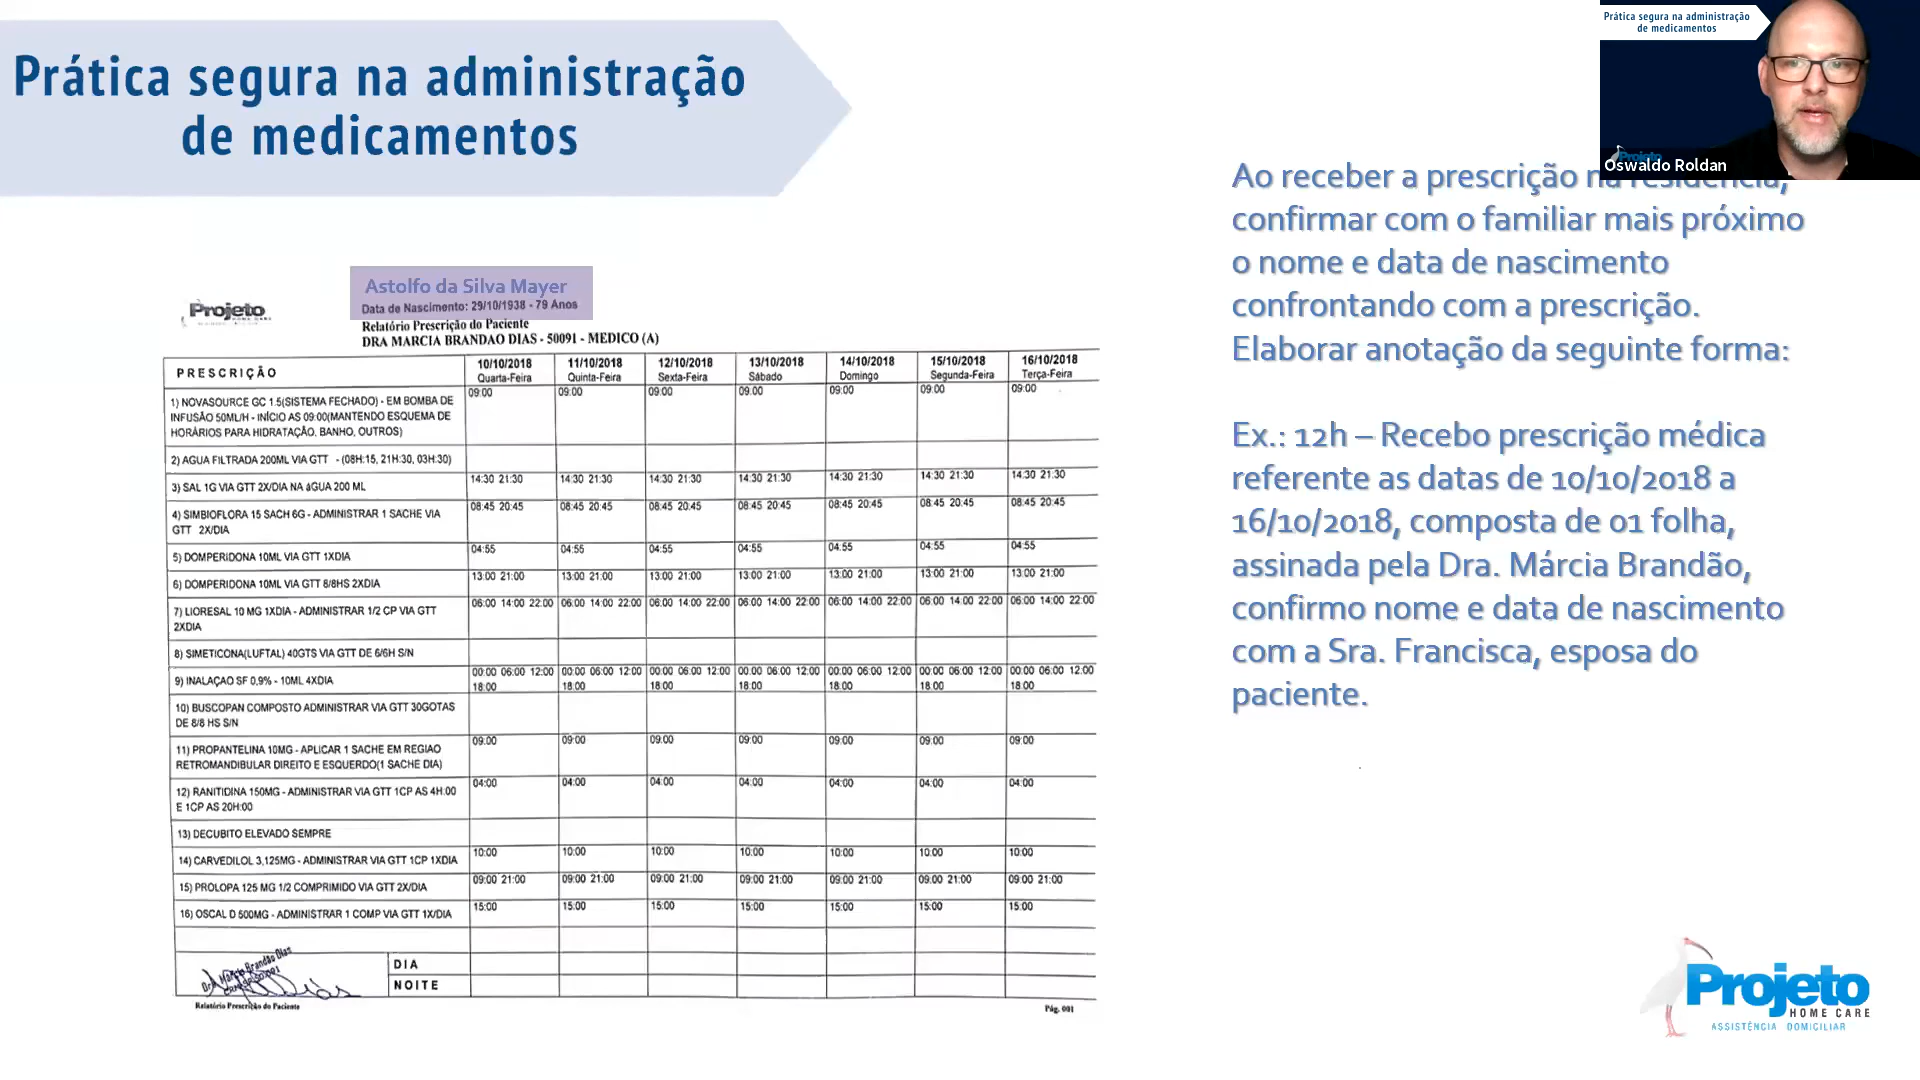 Prática segura na administração
de medicamentos
Prática segura na administração
de medicamentos
Oswaldo Roldan
Ao receber a prescrição na residência,
confirmar com o familiar mais próximo
o nome e data de nascimento
confrontando com a prescrição.
Elaborar anotação da seguinte forma:
Ex.: 12h – Recebo prescrição médica
referente as datas de 10/10/2018 a
16/10/2018, composta de 01 folha,
assinada pela Dra. Márcia Brandão,
confirmo nome e data de nascimento
com a Sra. Francisca, esposa do
paciente.
Projeto
HOME CARE
Astolfo da Silva Mayer
Data de Nascimento: 29/10/1938 - 79 Anos
Relatório Prescrição do Paciente
DRA MARCIA BRANDAO DIAS - 50091 - MEDICO (A)
PRESCRIÇÃO 10/10/2018 11/10/2018 12/10/2018 13/10/2018 14/10/2018 15/10/2018 16/10/2018
Quarta-Feira Quinta-Feira Sexta-Feira Sábado Domingo Segunda-Feira Terça-Feira
1) NOVASOURCE GC 1.5(SISTEMA FECHADO) - EM BOMBA DE 09:00 09:00 09:00 09:00 09:00 09:00 09:00
INFUSÃO 50ML/H - INÍCIO AS 09:00(MANTENDO ESQUEMA DE
HORÁRIOS PARA HIDRATAÇÃO, BANHO, OUTROS)
2) AGUA FILTRADA 200ML VIA GTT - (08H:15, 21H:30, 03H:30)
3) SAL 1G VIA GTT 2X/DIA NA áGUA 200 ML 14:30 21:30 14:30 21:30 14:30 21:30 14:30 21:30 14:30 21:30 14:30 21:30 14:30 21:30
4) SIMBIOFLORA 15 SACH 6G - ADMINISTRAR 1 SACHE VIA 08:45 20:45 08:45 20:45 08:45 20:45 08:45 20:45 08:45 20:45 08:45 20:45 08:45 20:45
GTT 2X/DIA
5) DOMPERIDONA 10ML VIA GTT 1XDIA 04:55 04:55 04:55 04:55 04:55 04:55 04:55
6) DOMPERIDONA 10ML VIA GTT 8/8HS 2XDIA 13:00 21:00 13:00 21:00 13:00 21:00 13:00 21:00 13:00 21:00 13:00 21:00 13:00 21:00
7) LIORESAL 10 MG 1XDIA - ADMINISTRAR 1/2 CP VIA GTT 06:00 14:00 22:00 06:00 14:00 22:00 06:00 14:00 22:00 06:00 14:00 22:00 06:00 14:00 22:00 06:00 14:00 22:00 06:00 14:00 22:00
2XDIA
8) SIMETICONA(LUFTAL) 40GTS VIA GTT DE 6/6H S/N
9) INALAÇAO SF 0,9% - 10ML 4XDIA 00:00 06:00 12:00 00:00 06:00 12:00 00:00 06:00 12:00 00:00 06:00 12:00 00:00 06:00 12:00 00:00 06:00 12:00 00:00 06:00 12:00
18:00 18:00 18:00 18:00 18:00 18:00 18:00
10) BUSCOPAN COMPOSTO ADMINISTRAR VIA GTT 30GOTAS
DE 8/8 HS S/N
11) PROPANTELINA 10MG - APLICAR 1 SACHE EM REGIAO 09:00 09:00 09:00 09:00 09:00 09:00 09:00
RETROMANDIBULAR DIREITO E ESQUERDO(1 SACHE DIA)
12) RANITIDINA 150MG - ADMINISTRAR VIA GTT 1CP AS 4H:00 04:00 04:00 04:00 04:00 04:00 04:00 04:00
E 1CP AS 20H:00
13) DECUBITO ELEVADO SEMPRE
14) CARVEDILOL 3,125MG - ADMINISTRAR VIA GTT 1CP 1XDIA 10:00 10:00 10:00 10:00 10:00 10:00 10:00
15) PROLOPA 125 MG 1/2 COMPRIMIDO VIA GTT 2X/DIA 09:00 21:00 09:00 21:00 09:00 21:00 09:00 21:00 09:00 21:00 09:00 21:00 09:00 21:00
16) OSCAL D 500MG - ADMINISTRAR 1 COMP VIA GTT 1X/DIA 15:00 15:00 15:00 15:00 15:00 15:00 15:00
DIA
NOITE
Relatório Prescrição do Paciente
Pág. 001
Projeto
HOME CARE
ASSISTÊNCIA DOMICILIAR